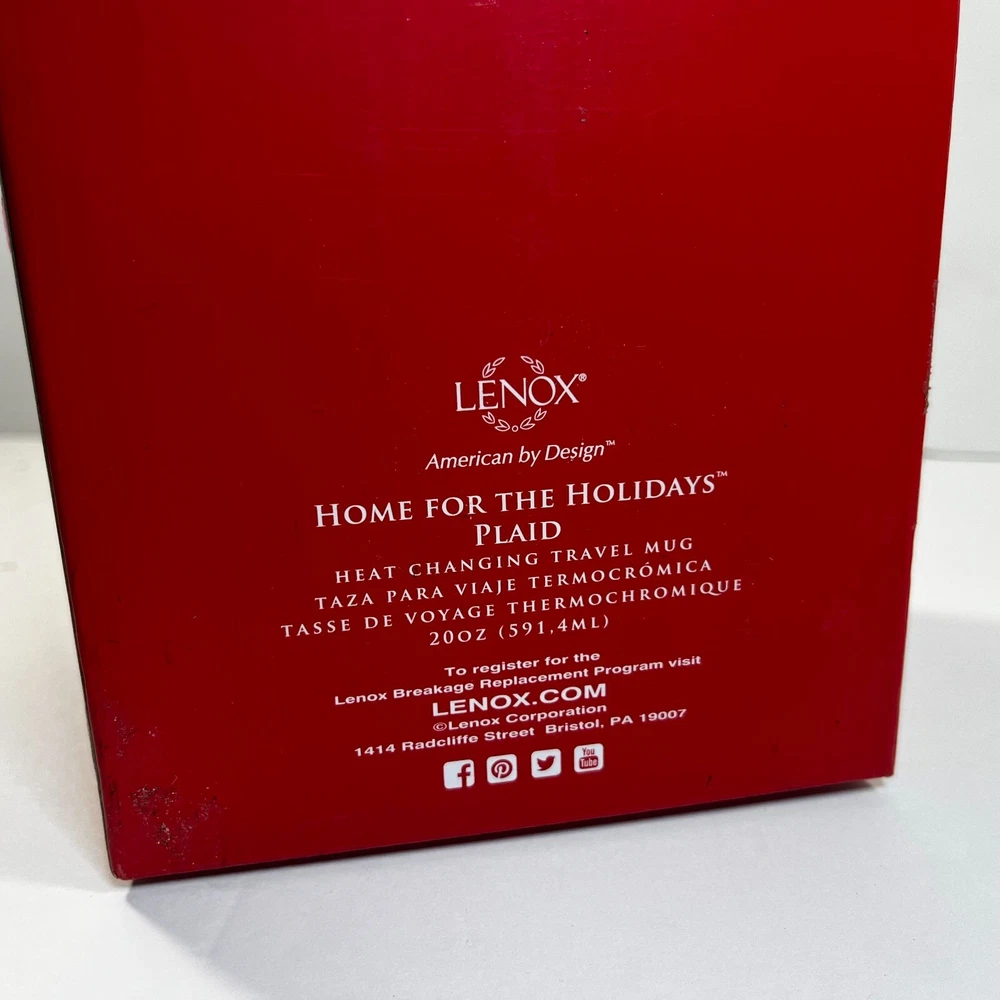 LENOX®
American by Design™
HOME FOR THE HOLIDAYS™
PLAID
HEAT CHANGING TRAVEL MUG
TAZA PARA VIAJE TERMOCRÓMICA
TASSE DE VOYAGE THERMOCHROMIQUE
20OZ (591,4ML)
To register for the
Lenox Breakage Replacement Program visit
LENOX.COM
©Lenox Corporation
1414 Radcliffe Street Bristol, PA 19007
You
Tube